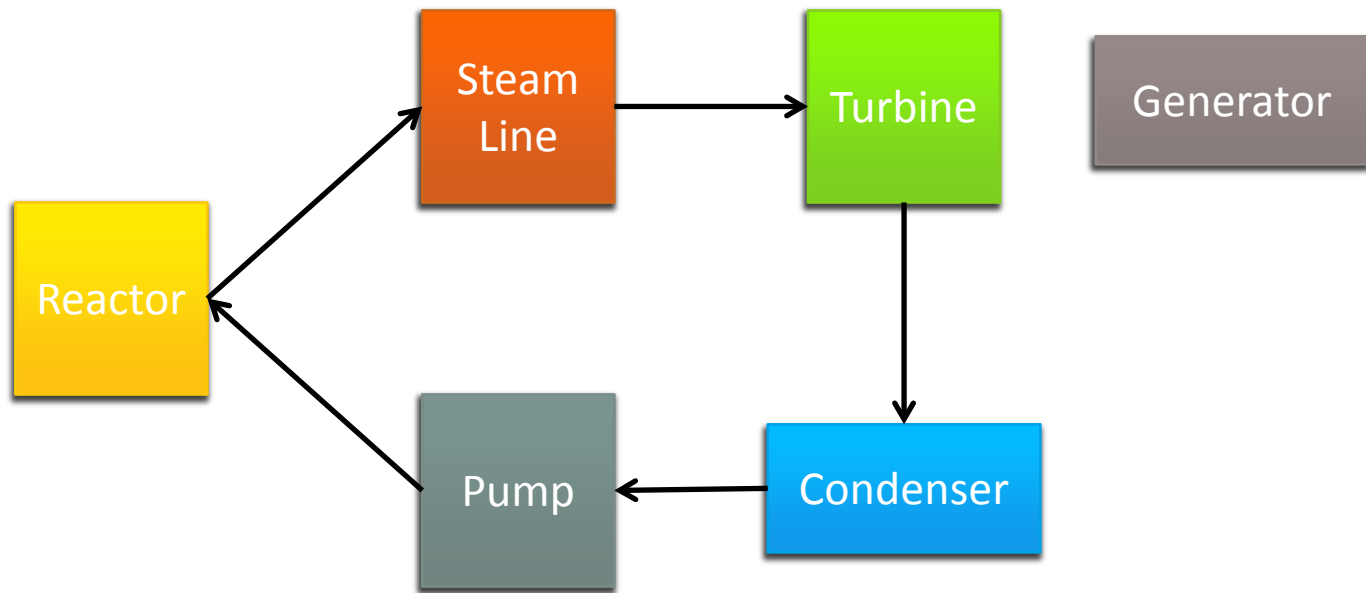 Steam
Line
Turbine
Generator
Reactor
Pump
Condenser